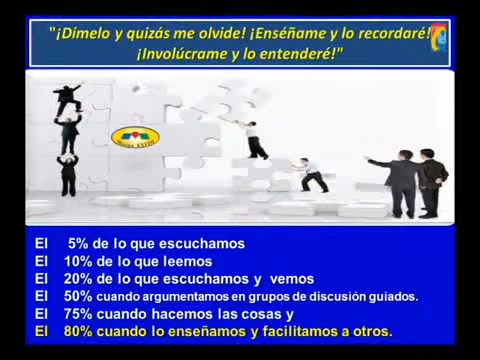 "¡Dímelo y quizás me olvide! ¡Enséñame y lo recordaré!
¡Involúcrame y lo entenderé!"
El 5% de lo que escuchamos
El 10% de lo que leemos
El 20% de lo que escuchamos y vemos
El 50% cuando argumentamos en grupos de discusión guiados.
El 75% cuando hacemos las cosas y
El 80% cuando lo enseñamos y facilitamos a otros.